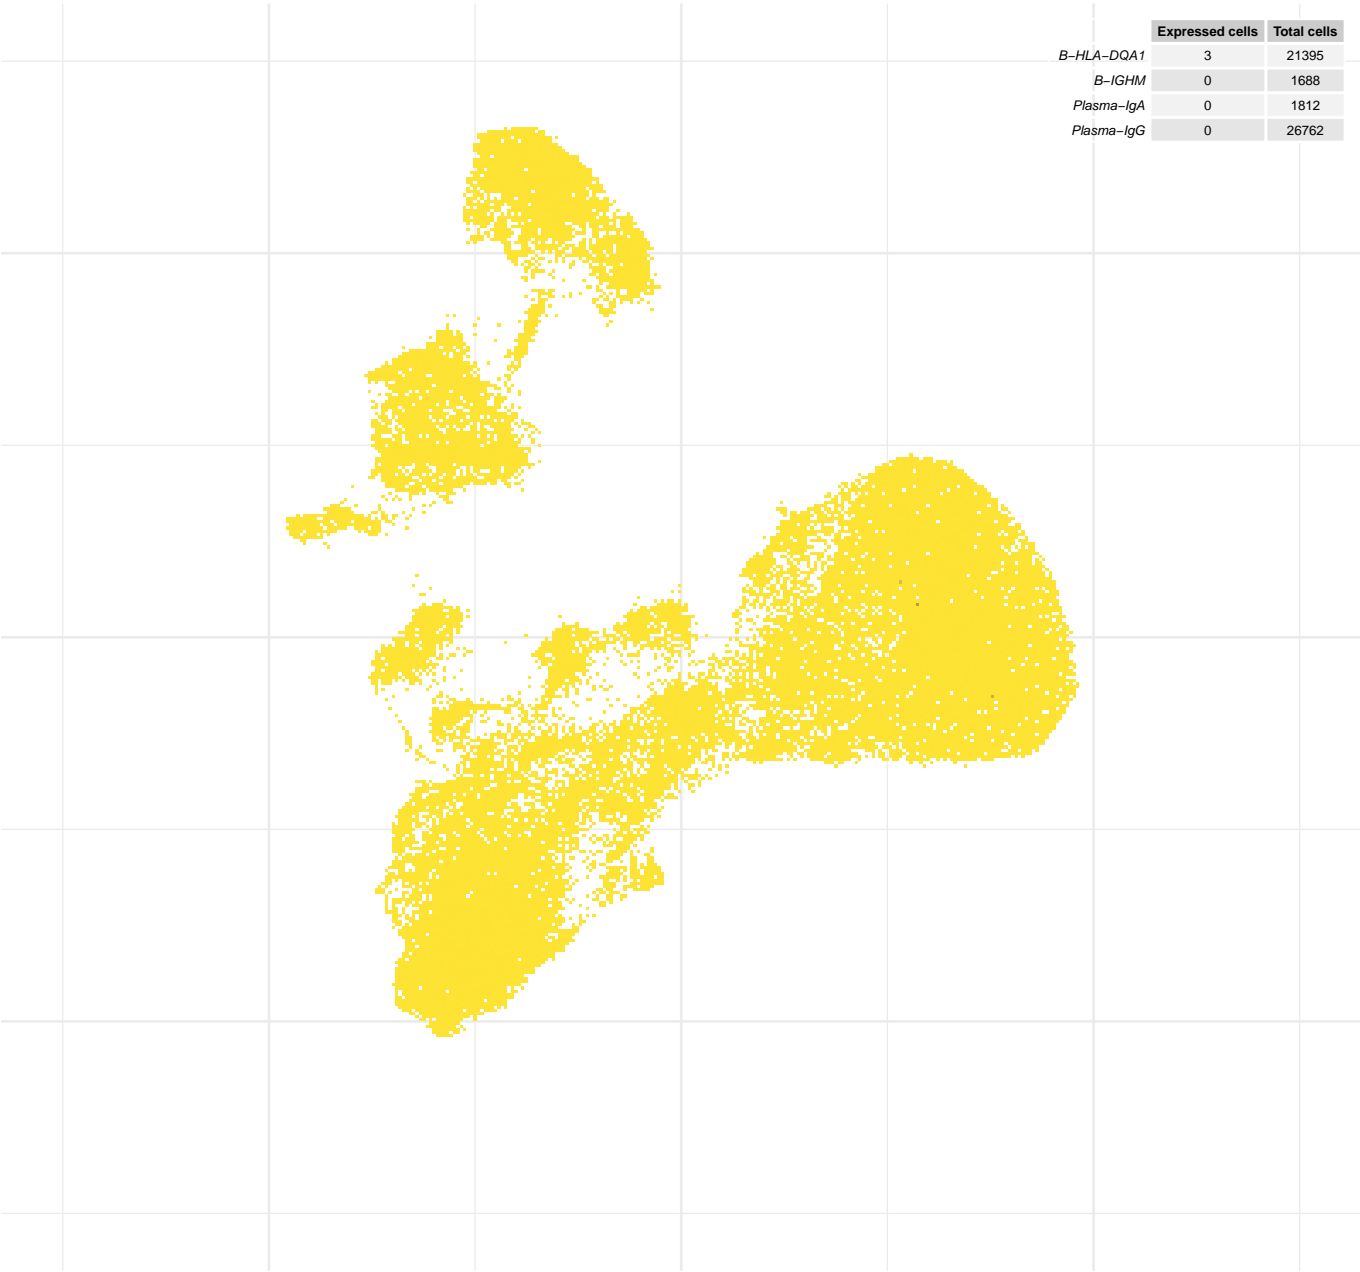 Expressed cells Total cells
B−HLA−DQA1 3 21395
B−IGHM 0 1688
Plasma−IgA 0 1812
Plasma−IgG 0 26762